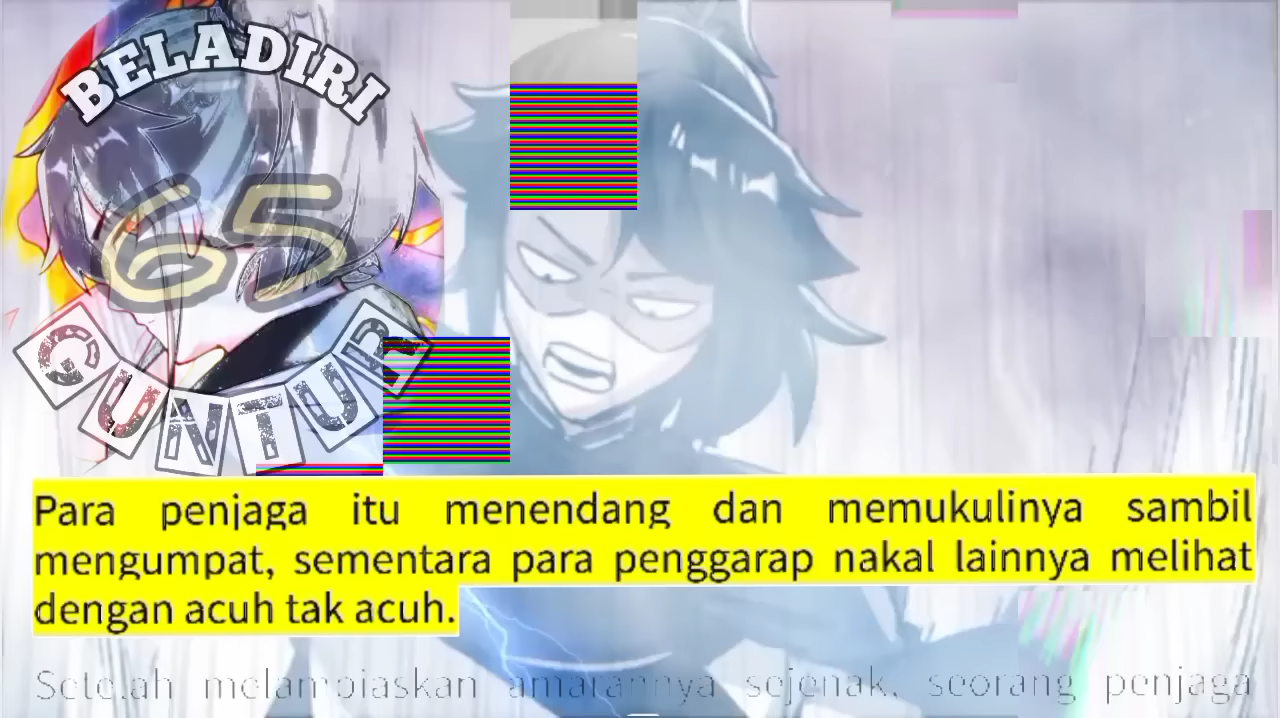 BELADIRI
65
GUNTUR
Para penjaga itu menendang dan memukulinya sambil
mengumpat, sementara para penggarap nakal lainnya melihat
dengan acuh tak acuh.
Setelah melampiaskan amarahnya sejenak, seorang penjaga